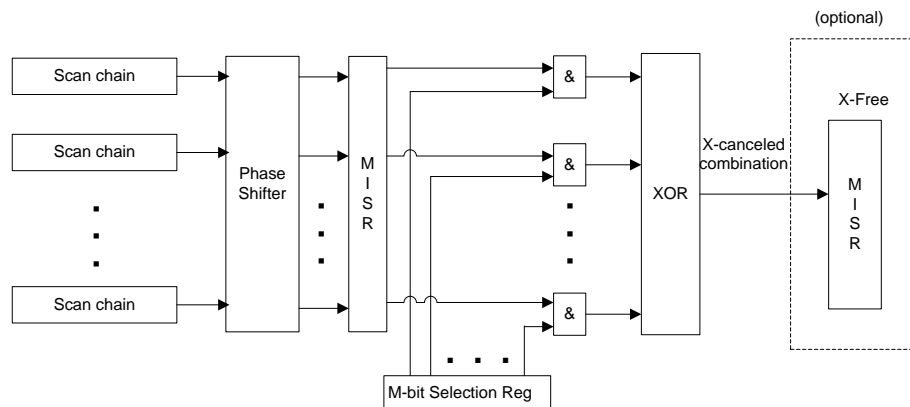 (optional)
Scan chain
Scan chain
Scan chain
Phase
Shifter
M
I
S
R
&
&
&
M-bit Selection Reg
XOR
X-canceled
combination
X-Free
M
I
S
R